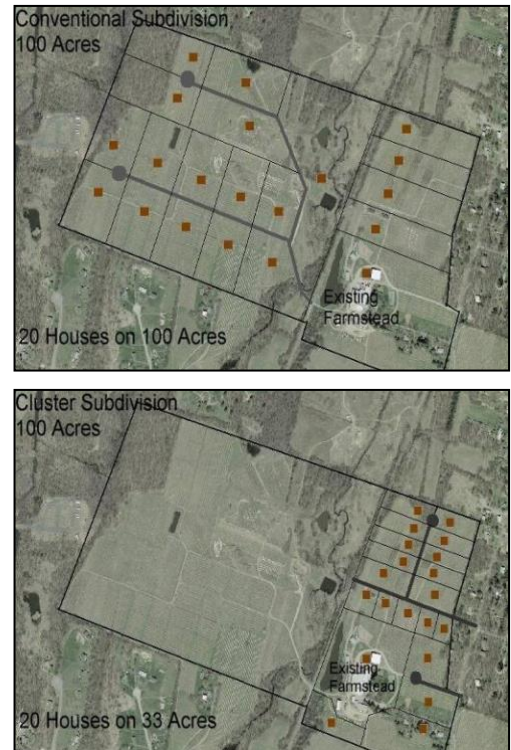 Conventional Subdivision,
100 Acres
Existing
Farmstead
20 Houses on 100 Acres
Cluster Subdivision
100 Acres
Existing
Farmstead
20 Houses on 33 Acres